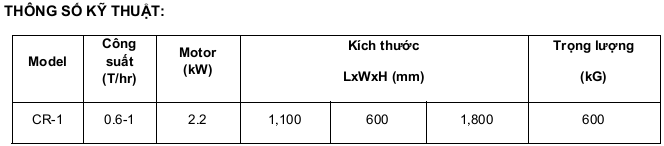 THÔNG SỐ KỸ THUẬT:
Model
Công suất (T/hr)
Motor (kW)
Kích thước LxWxH (mm)
Trọng lượng (kG)
CR-1 0.6-1 2.2 1,100 600 1,800 600